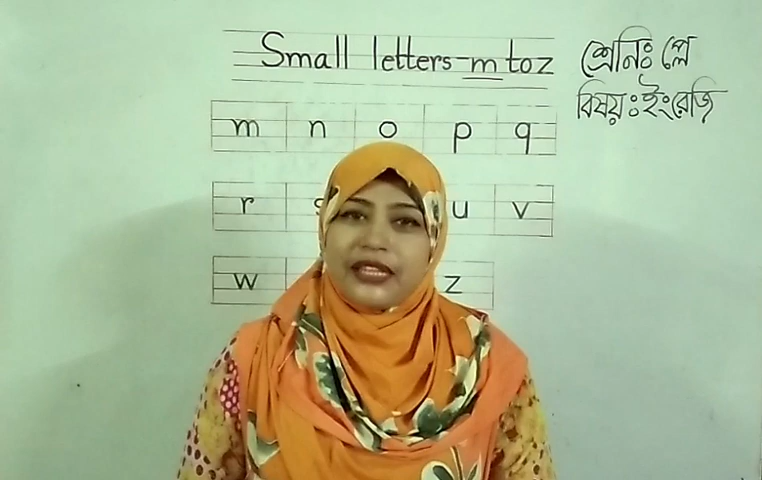 Small letters-m to z
শ্রেনিঃ প্লে
বিষয়ঃ ইংরেজি
m n o p q
r s u v
w z